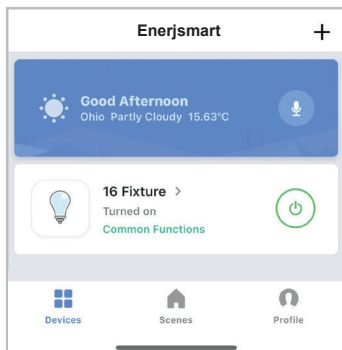 Enerjsmart +
Good Afternoon
Ohio Partly Cloudy 15.63°C
16 Fixture >
Turned on
Common Functions
Devices Scenes Profile